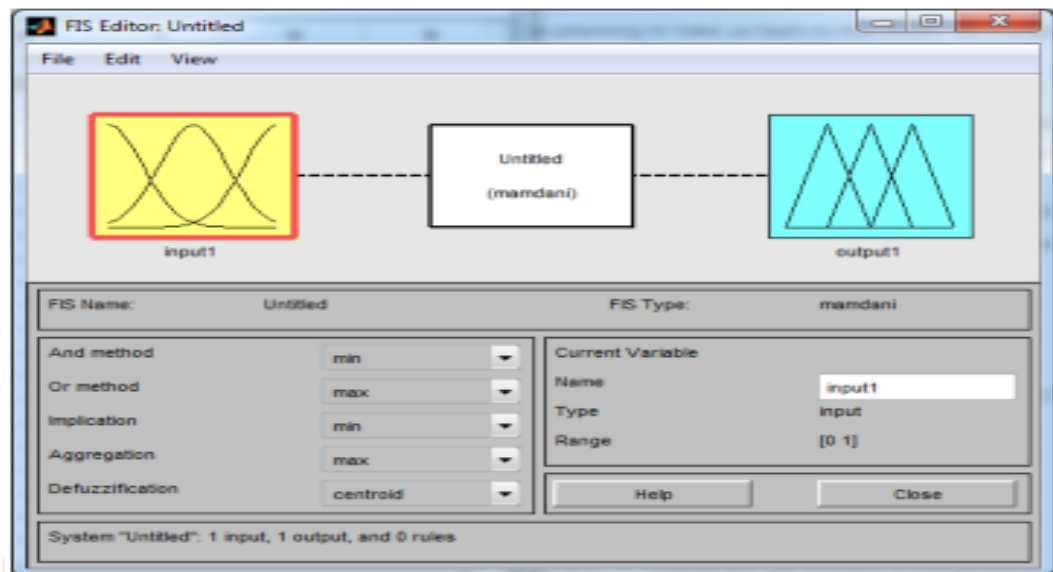 FIS Editor: Untitled
File Edit View
Untitled
(mamdani)
input1
output1
FIS Name: Untitled FIS Type: mamdani
And method min
Or method max
Implication min
Aggregation max
Defuzzification centroid
Current Variable
Name input1
Type input
Range [0 1]
Help Close
System "Untitled": 1 input, 1 output, and 0 rules